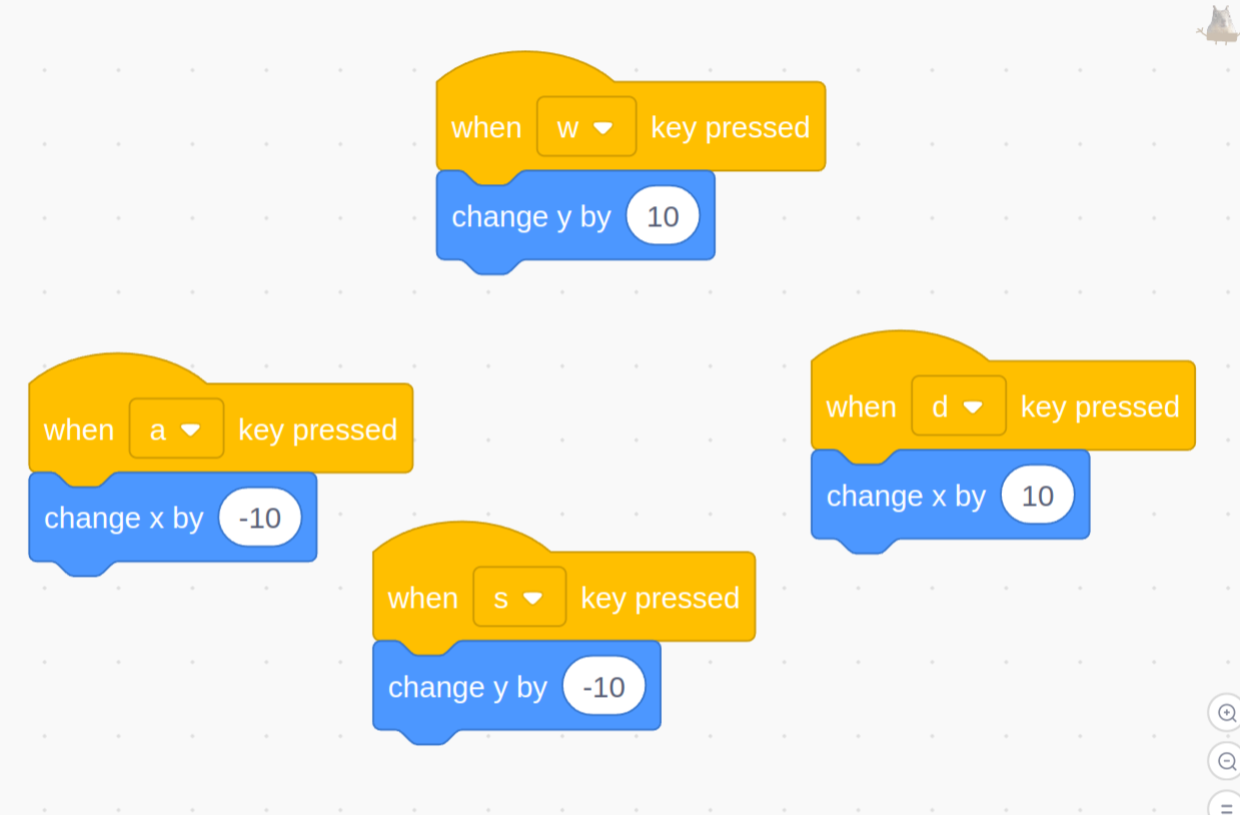 when w key pressed
change y by 10
when a key pressed
change x by -10
when d key pressed
change x by 10
when s key pressed
change y by -10